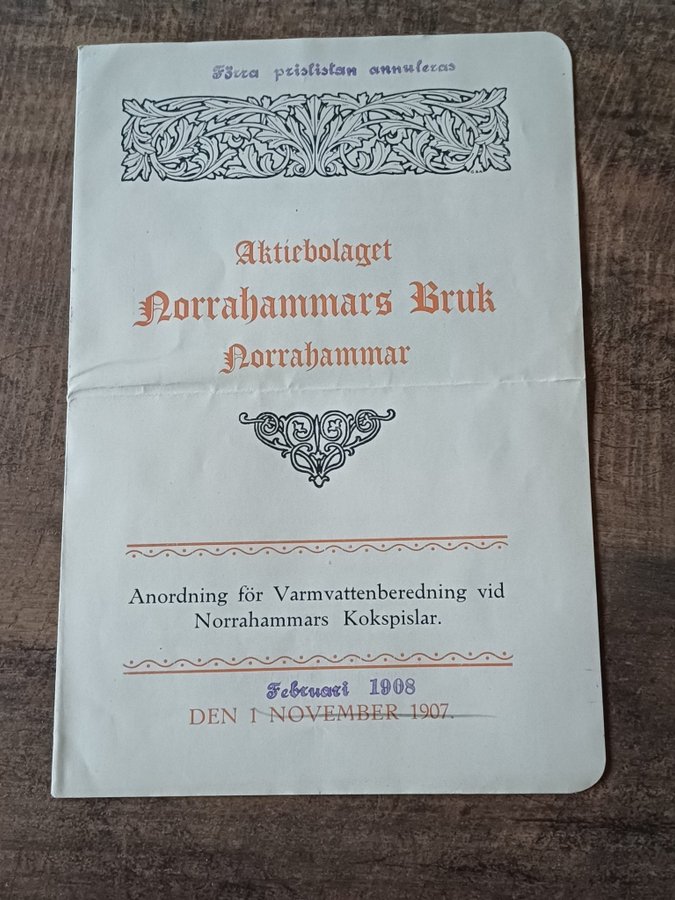 Förra prislistan annuleras
Aktiebolaget
Norrahammars Bruk
Norrahammar
Anordning för Varmvattenberedning vid
Norrahammars Kokspislar.
Februari 1908
DEN 1 NOVEMBER 1907.